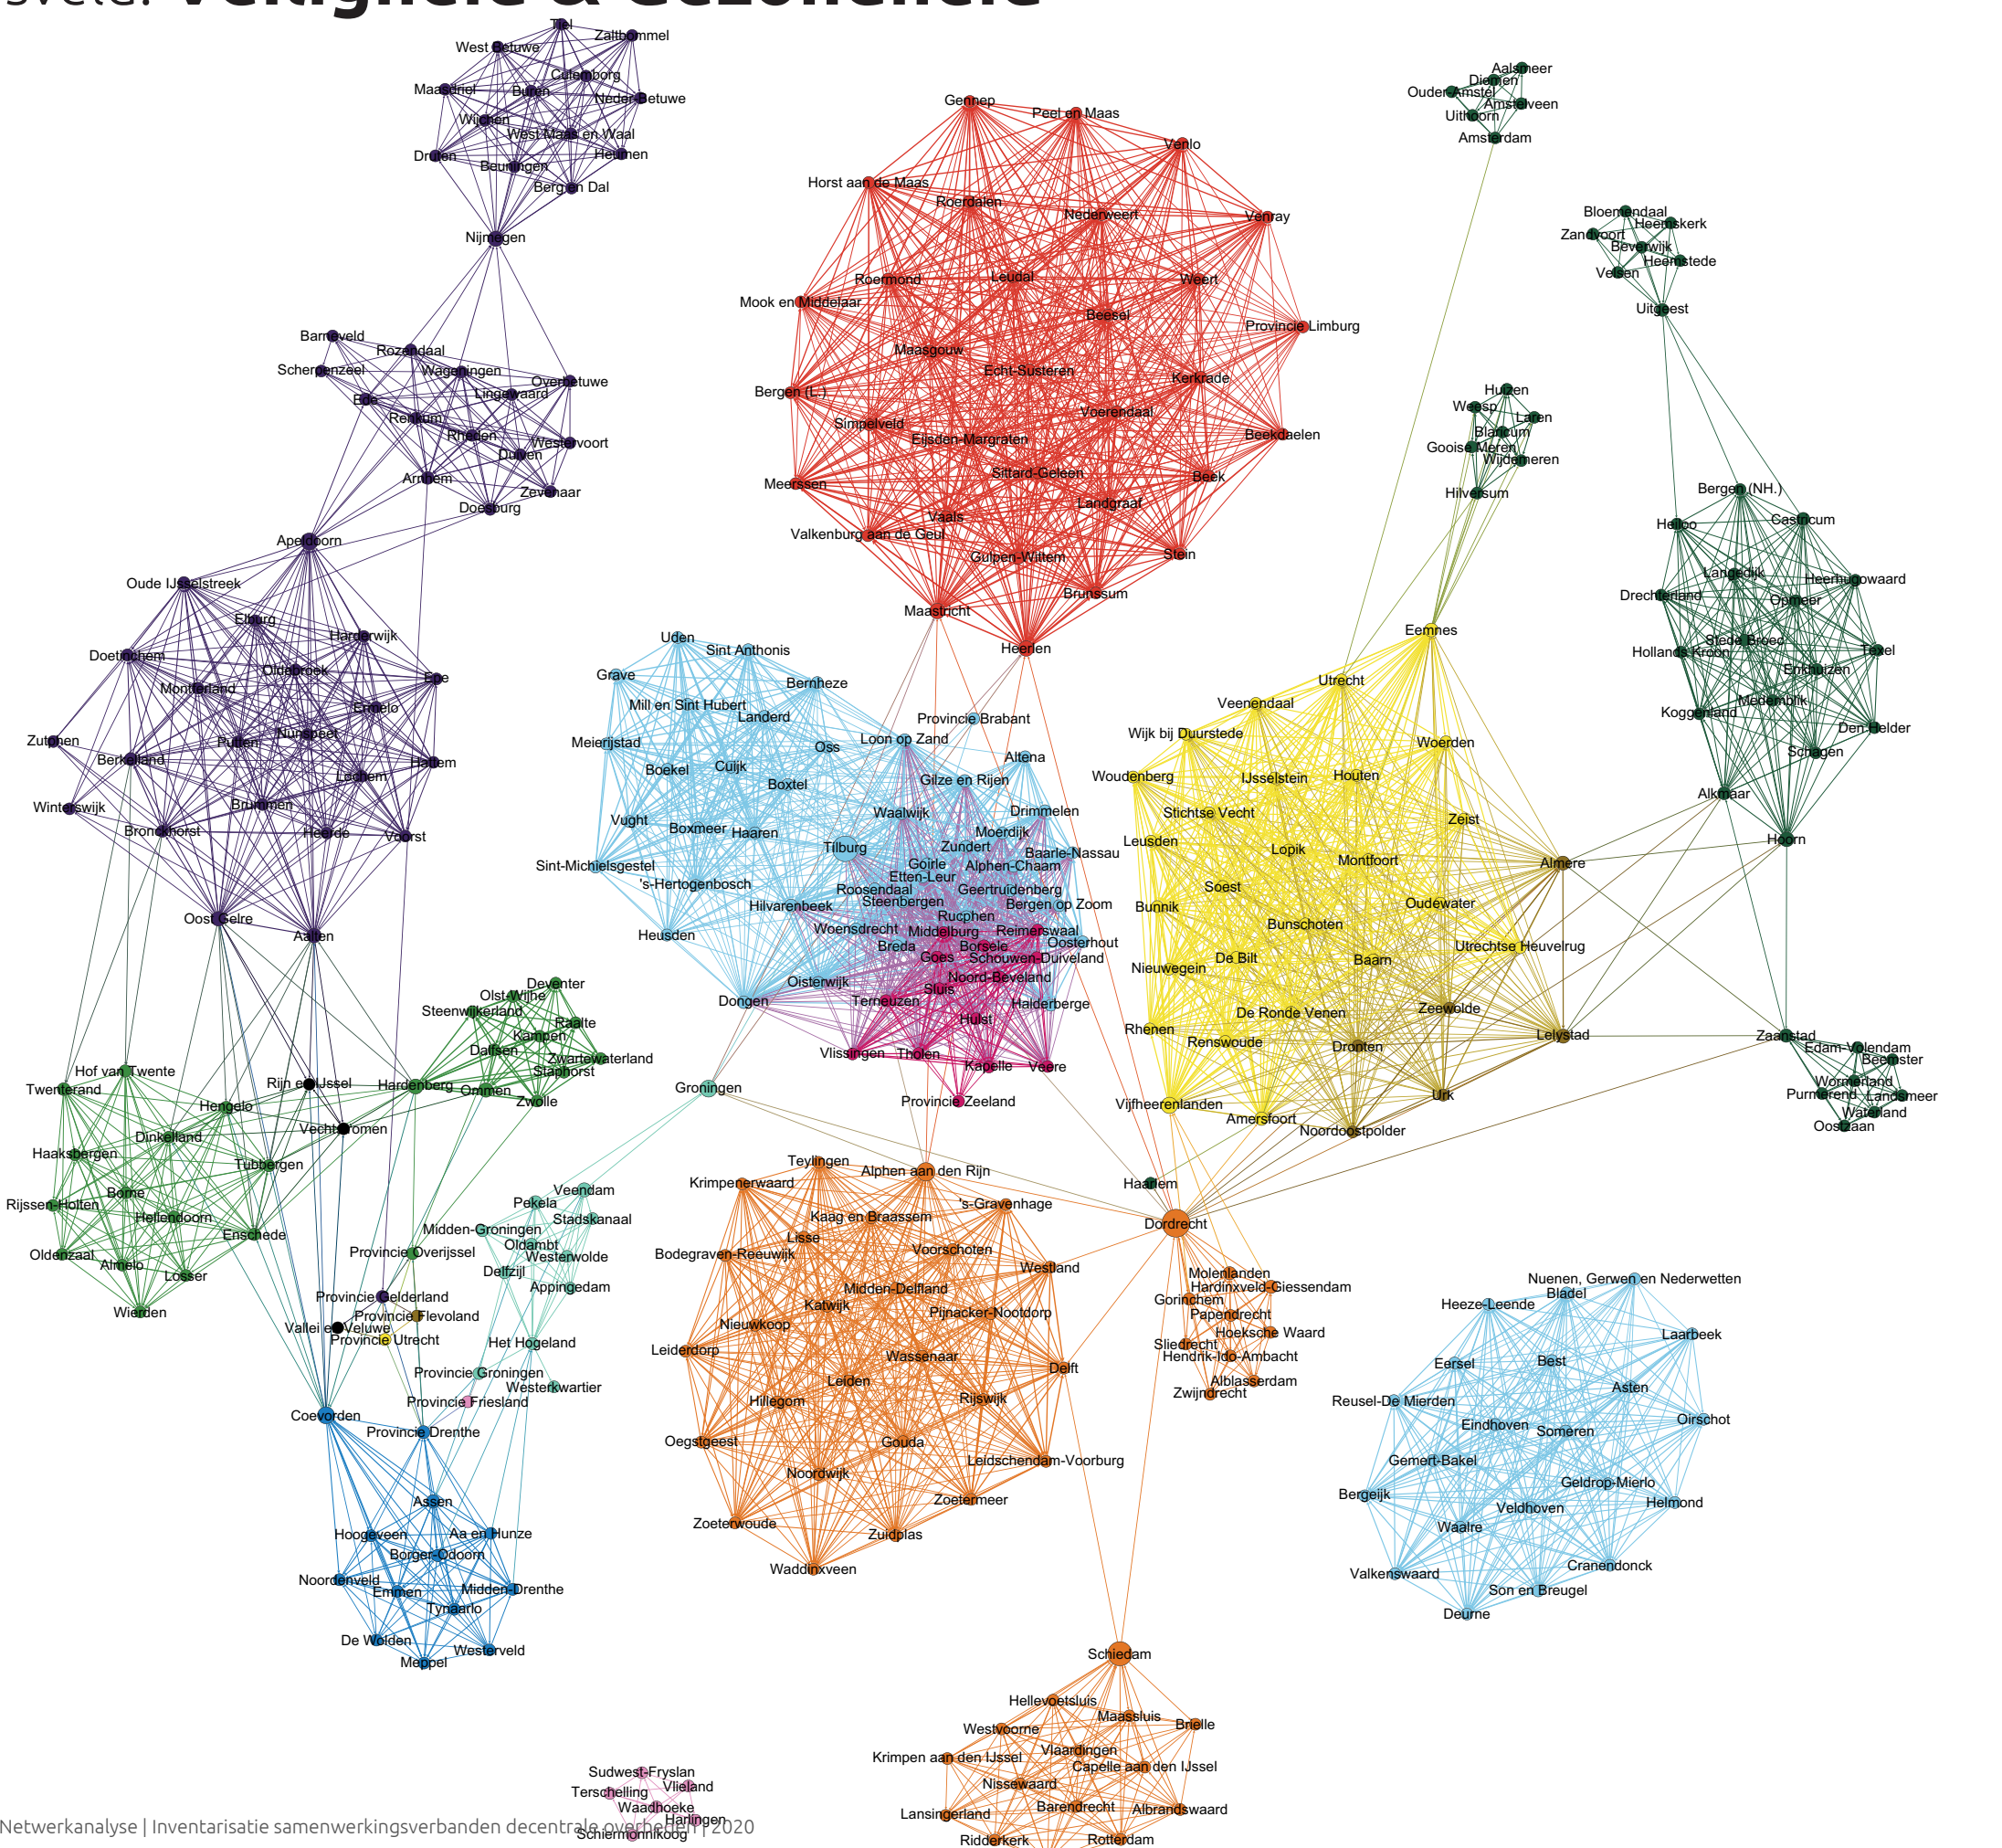 sveld: Veiligheid & Gezondheid
Tiel
Zaltbommel
West Betuwe
Culemborg
Maasdriel
Buren
Neder-Betuwe
Wijchen
West Maas en Waal
Druten
Heumen
Beuningen
Berg en Dal
Nijmegen
Barneveld
Rozendaal
Scherpenzeel
Wageningen
Overbetuwe
Lingewaard
Ede
Renkum
Rheden
Westervoort
Duiven
Arnhem
Zevenaar
Doesburg
Apeldoorn
Oude IJsselstreek
Elburg
Harderwijk
Doetinchem
Oldebroek
Epe
Montferland
Ermelo
Nunspeet
Zutphen
Putten
Berkelland
Hattem
Lochem
Winterswijk
Brummen
Bronckhorst
Heerde
Voorst
Oost Gelre
Aalten
Gennep
Peel en Maas
Venlo
Horst aan de Maas
Roerdalen
Nederweert
Venray
Roermond
Leudal
Weert
Mook en Middelaar
Beesel
Provincie Limburg
Maasgouw
Echt-Susteren
Kerkrade
Bergen (L.)
Voerendaal
Simpelveld
Eijsden-Margraten
Beekdaelen
Sittard-Geleen
Beek
Meerssen
Landgraaf
Vaals
Valkenburg aan de Geul
Gulpen-Wittem
Stein
Brunssum
Maastricht
Heerlen
Aalsmeer
Diemen
Ouder-Amstel
Amstelveen
Uithoorn
Amsterdam
Bloemendaal
Heemskerk
Zandvoort
Beverwijk
Heemstede
Velsen
Uitgeest
Huizen
Weesp
Laren
Blaricum
Gooise Meren
Wijdemeren
Hilversum
Bergen (NH.)
Heiloo
Castricum
Langedijk
Heerhugowaard
Drechterland
Opmeer
Stede Broec
Hollands Kroon
Texel
Enkhuizen
Medemblik
Koggenland
Den Helder
Schagen
Alkmaar
Hoorn
Zaanstad
Edam-Volendam
Beemster
Wormerland
Purmerend
Landsmeer
Waterland
Oostzaan
Uden
Sint Anthonis
Grave
Bernheze
Mill en Sint Hubert
Landerd
Provincie Brabant
Meierijstad
Oss
Loon op Zand
Altena
Boekel
Cuijk
Boxtel
Gilze en Rijen
Vught
Boxmeer
Haaren
Waalwijk
Drimmelen
Moerdijk
Tilburg
Zundert
Baarle-Nassau
Sint-Michielsgestel
Goirle
Alphen-Chaam
Etten-Leur
's-Hertogenbosch
Roosendaal
Geertruidenberg
Hilvarenbeek
Steenbergen
Bergen op Zoom
Rucphen
Heusden
Woensdrecht
Middelburg
Reimerswaal
Breda
Borsele
Oosterhout
Goes
Schouwen-Duiveland
Noord-Beveland
Oisterwijk
Sluis
Dongen
Terneuzen
Halderberge
Hulst
Vlissingen
Tholen
Kapelle
Veere
Provincie Zeeland
Groningen
Eemnes
Utrecht
Veenendaal
Wijk bij Duurstede
Woerden
Woudenberg
IJsselstein
Houten
Stichtse Vecht
Zeist
Leusden
Lopik
Montfoort
Almere
Soest
Bunnik
Oudewater
Bunschoten
Utrechtse Heuvelrug
De Bilt
Baarn
Nieuwegein
Zeewolde
De Ronde Venen
Rhenen
Renswoude
Dronten
Lelystad
Urk
Vijfheerenlanden
Amersfoort
Noordoostpolder
Deventer
Olst-Wijhe
Steenwijkerland
Raalte
Kampen
Dalfsen
Zwartewaterland
Staphorst
Hardenberg
Ommen
Zwolle
Rijn en IJssel
Vechtstromen
Hof van Twente
Twenterand
Hengelo
Dinkelland
Haaksbergen
Tubbergen
Borne
Rijssen-Holten
Hellendoorn
Enschede
Oldenzaal
Almelo
Losser
Wierden
Veendam
Pekela
Stadskanaal
Midden-Groningen
Oldambt
Westerwolde
Delfzijl
Appingedam
Provincie Overijssel
Provincie Gelderland
Provincie Flevoland
Vallei en Veluwe
Provincie Utrecht
Het Hogeland
Provincie Groningen
Westerkwartier
Provincie Friesland
Coevorden
Provincie Drenthe
Assen
Hoogeveen
Aa en Hunze
Borger-Odoorn
Noordenveld
Emmen
Midden-Drenthe
Tynaarlo
De Wolden
Westerveld
Meppel
Teylingen
Alphen aan den Rijn
Krimpenerwaard
's-Gravenhage
Kaag en Braassem
Lisse
Voorschoten
Bodegraven-Reeuwijk
Westland
Midden-Delfland
Katwijk
Pijnacker-Nootdorp
Nieuwkoop
Leiderdorp
Wassenaar
Delft
Leiden
Hillegom
Rijswijk
Oegstgeest
Gouda
Leidschendam-Voorburg
Noordwijk
Zoetermeer
Zoeterwoude
Zuidplas
Waddinxveen
Haarlem
Dordrecht
Molenlanden
Hardinxveld-Giessendam
Gorinchem
Papendrecht
Hoeksche Waard
Sliedrecht
Hendrik-Ido-Ambacht
Alblasserdam
Zwijndrecht
Nuenen, Gerwen en Nederwetten
Bladel
Heeze-Leende
Laarbeek
Eersel
Best
Asten
Reusel-De Mierden
Oirschot
Eindhoven
Someren
Gemert-Bakel
Geldrop-Mierlo
Bergeijk
Helmond
Veldhoven
Waalre
Cranendonck
Valkenswaard
Son en Breugel
Deurne
Schiedam
Hellevoetsluis
Maassluis
Brielle
Westvoorne
Vlaardingen
Krimpen aan den IJssel
Capelle aan den IJssel
Nissewaard
Barendrecht
Albrandswaard
Lansingerland
Ridderkerk
Rotterdam
Sudwest-Fryslan
Vlieland
Terschelling
Waadhoeke
Harlingen
Schiermonnikoog
Netwerkanalyse | Inventarisatie samenwerkingsverbanden decentrale overheden | 2020